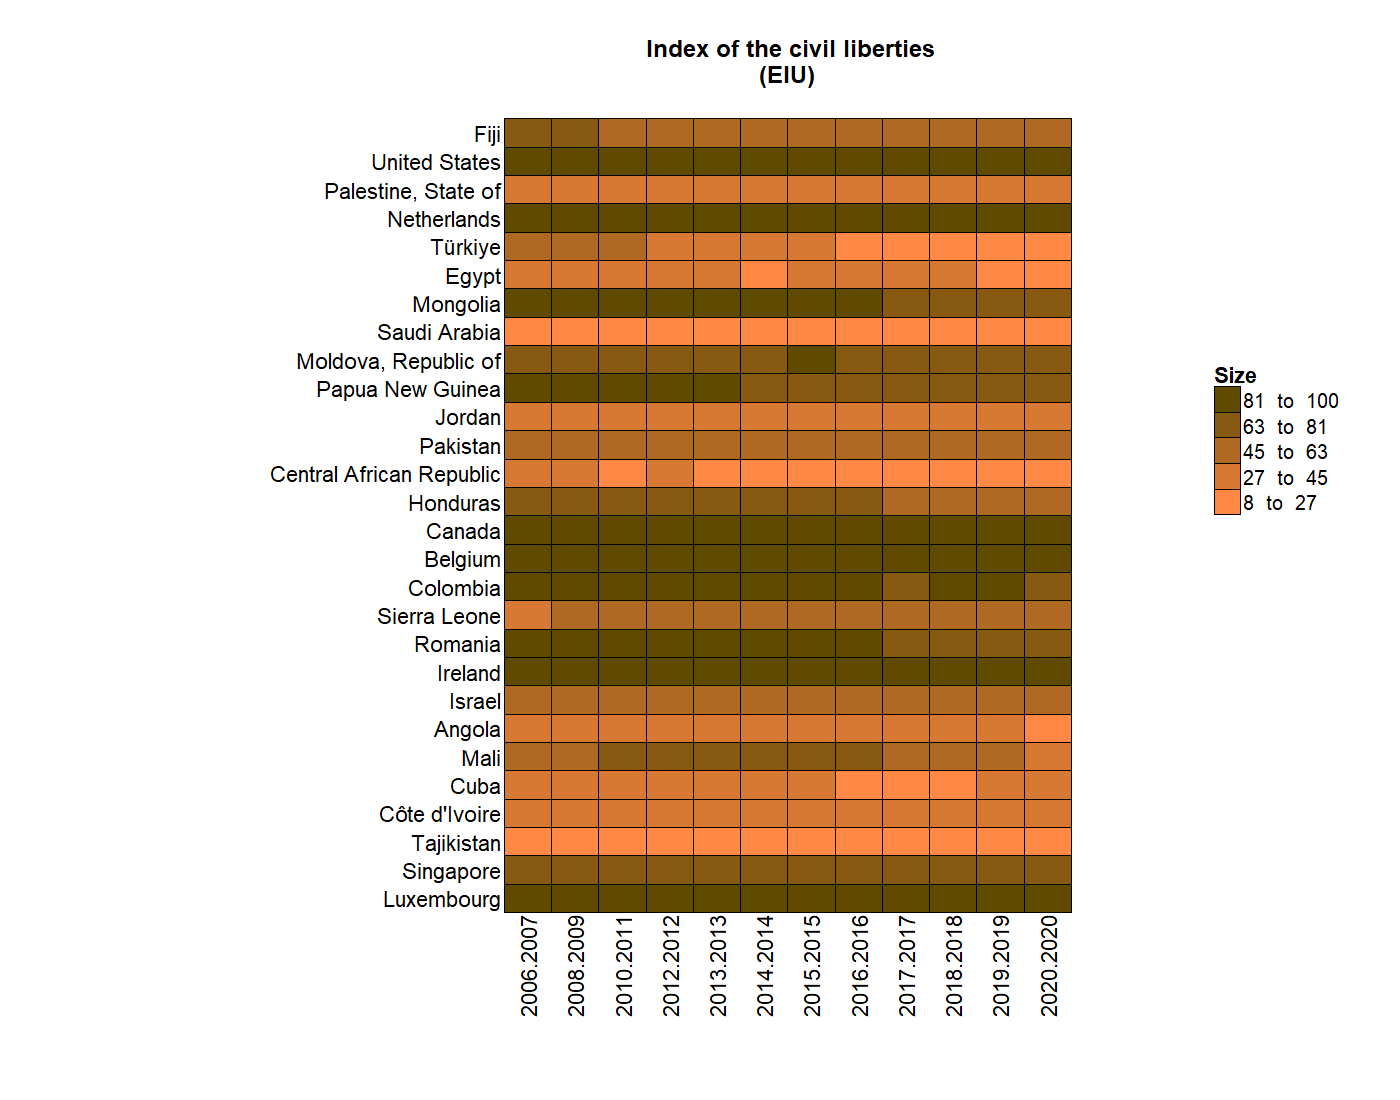 Index of the civil liberties
(EIU)
Fiji
United States
Palestine, State of
Netherlands
Türkiye
Egypt
Mongolia
Saudi Arabia
Moldova, Republic of
Papua New Guinea
Jordan
Pakistan
Central African Republic
Honduras
Canada
Belgium
Colombia
Sierra Leone
Romania
Ireland
Israel
Angola
Mali
Cuba
Côte d'Ivoire
Tajikistan
Singapore
Luxembourg
2006.2007
2008.2009
2010.2011
2012.2012
2013.2013
2014.2014
2015.2015
2016.2016
2017.2017
2018.2018
2019.2019
2020.2020
Size
81 to 100
63 to 81
45 to 63
27 to 45
8 to 27